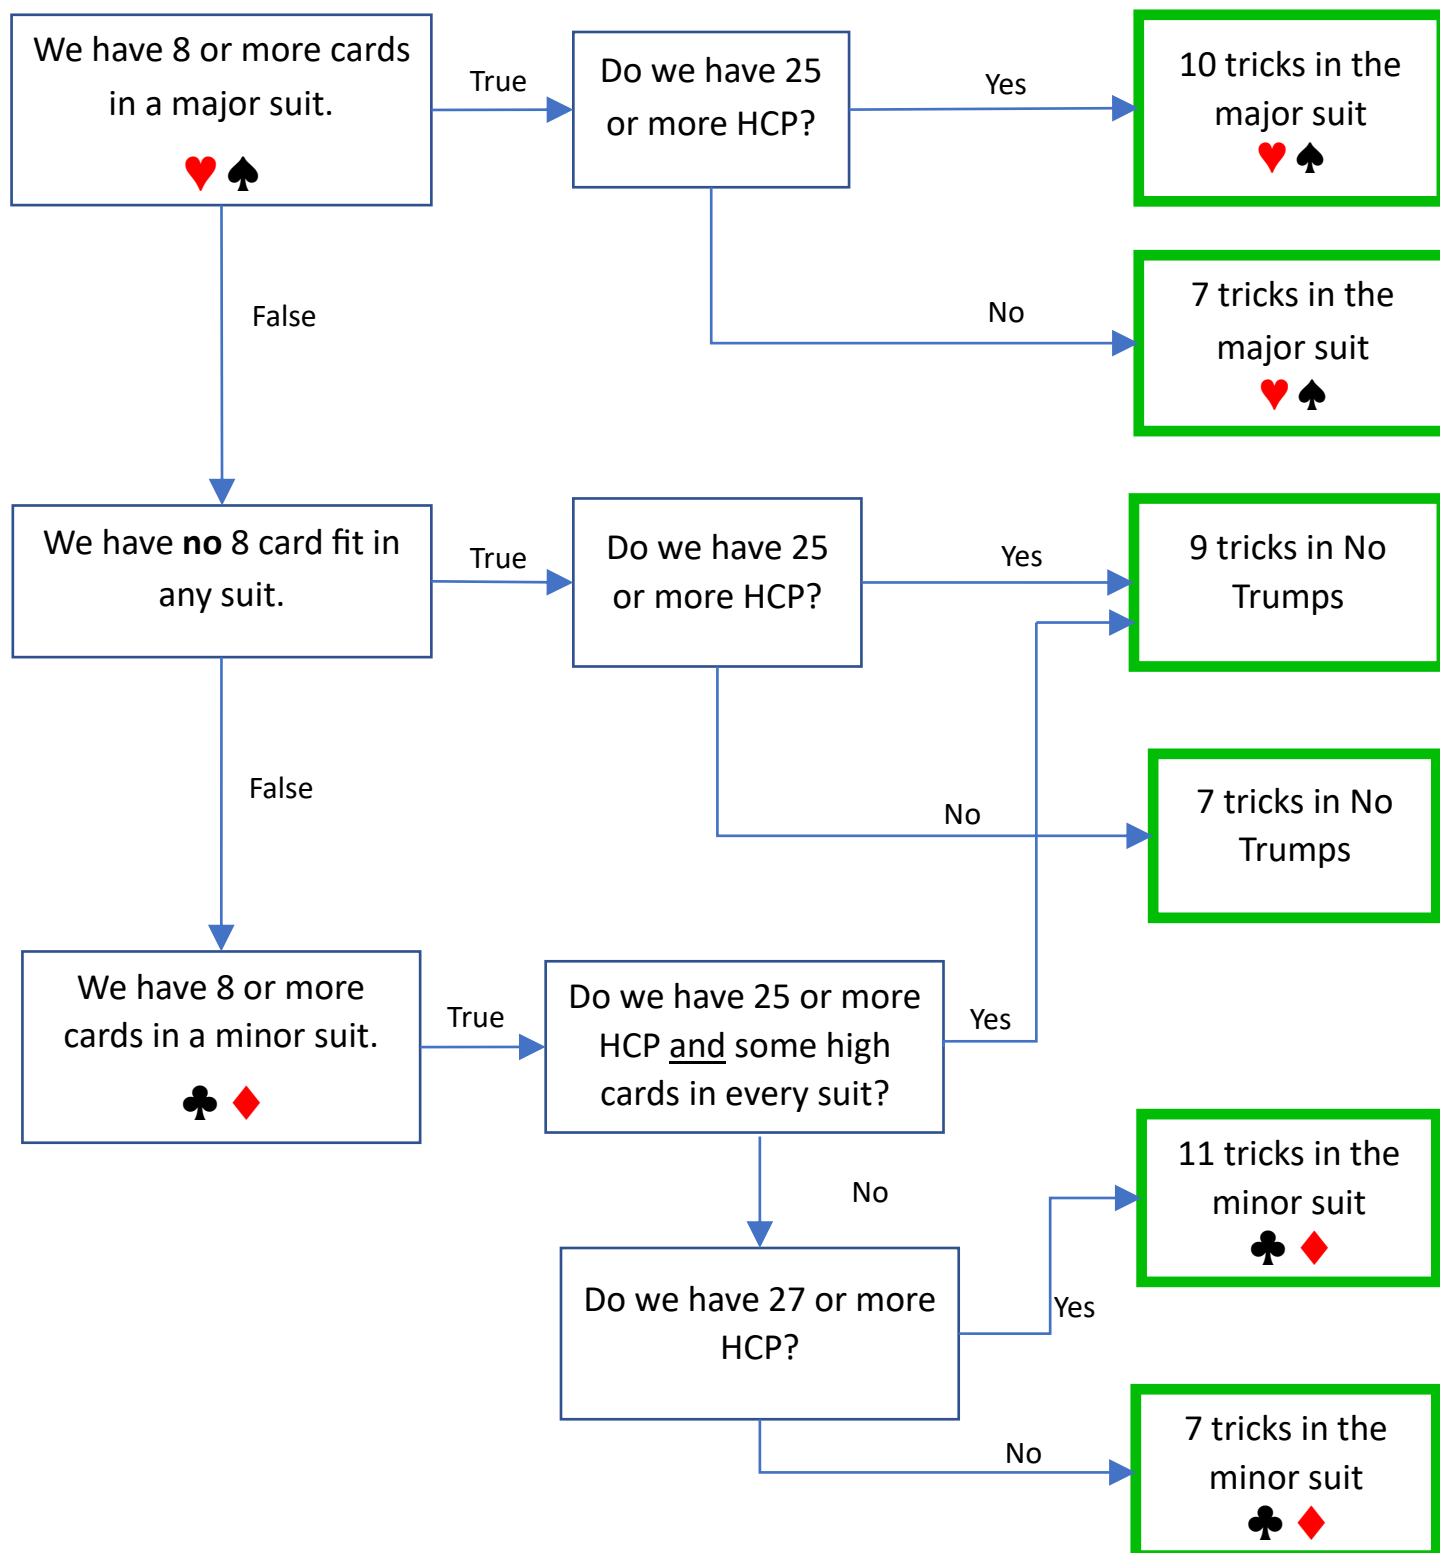 We have 8 or more cards
in a major suit.
♥ ♠
True
Do we have 25
or more HCP?
Yes
10 tricks in the
major suit
♥ ♠
No
7 tricks in the
major suit
♥ ♠
False
We have no 8 card fit in
any suit.
True
Do we have 25
or more HCP?
Yes
9 tricks in No
Trumps
No
7 tricks in No
Trumps
False
We have 8 or more
cards in a minor suit.
♣ ♦
True
Do we have 25 or more
HCP and some high
cards in every suit?
Yes
No
Do we have 27 or more
HCP?
Yes
11 tricks in the
minor suit
♣ ♦
No
7 tricks in the
minor suit
♣ ♦